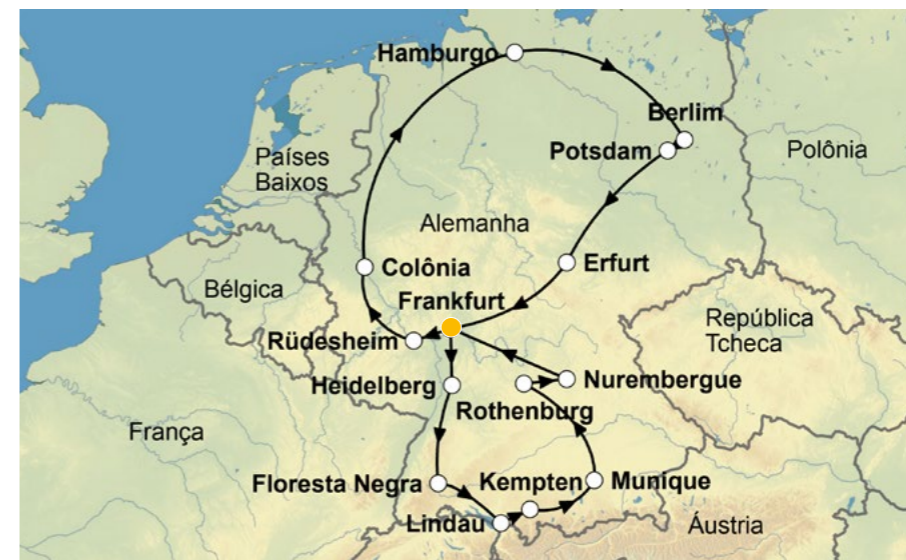 Hamburgo
Berlim
Potsdam
Polônia
Países
Baixos
Alemanha
Colônia
Erfurt
Bélgica
Frankfurt
República
Tcheca
Rüdesheim
Heidelberg
Nurembergue
Rothenburg
França
Floresta Negra
Kempten
Munique
Lindau
Áustria